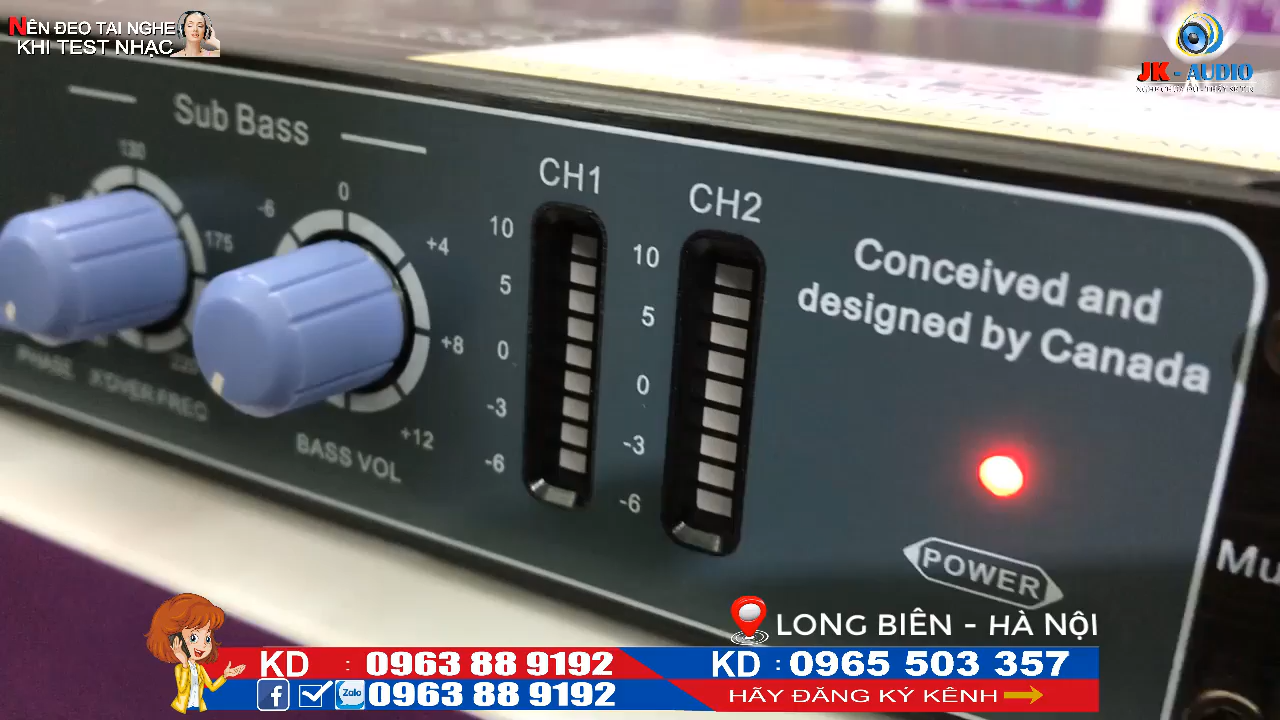 NÊN ĐEO TAI NGHE
KHI TEST NHẠC
JK - AUDIO
Sub Bass
130
175
PHASE
X'OVER FREQ
-6
0
+4
+8
+12
BASS VOL
CH1
10
5
0
-3
-6
CH2
10
5
0
-3
-6
Conceived and
designed by Canada
POWER
LONG BIÊN - HÀ NỘI
KD : 0963 88 9192
KD : 0965 503 357
Zalo 0963 88 9192
HÃY ĐĂNG KÝ KÊNH